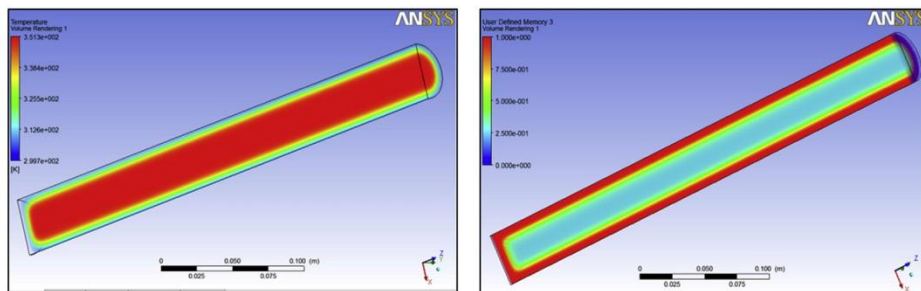 Temperature
Volume Rendering 1
ANSYS
3.513e+002
3.384e+002
3.255e+002
3.126e+002
2.997e+002
[K]
0 0.050 0.100 (m)
0.025 0.075
Z
Y
X
User Defined Memory 3
Volume Rendering 1
ANSYS
1.000e+000
7.500e-001
5.000e-001
2.500e-001
0.000e+000
0 0.050 0.100 (m)
0.025 0.075
Z
X